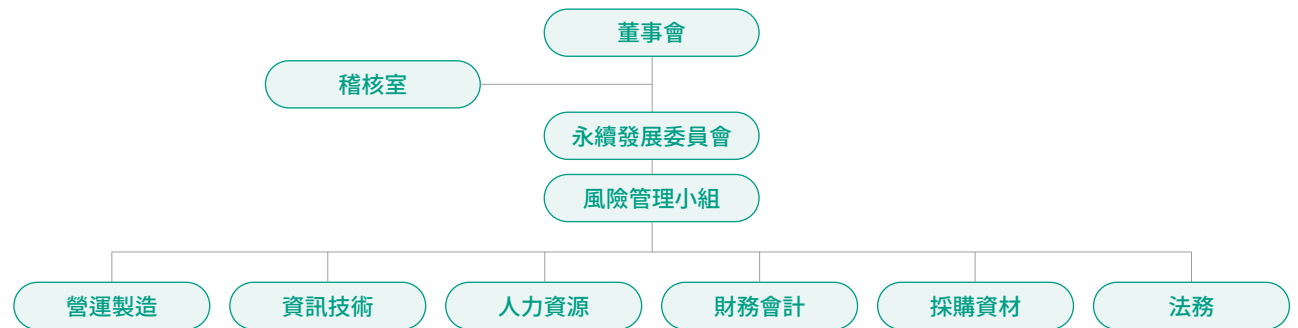 董事會
稽核室
永續發展委員會
風險管理小組
營運製造
資訊技術
人力資源
財務會計
採購資材
法務